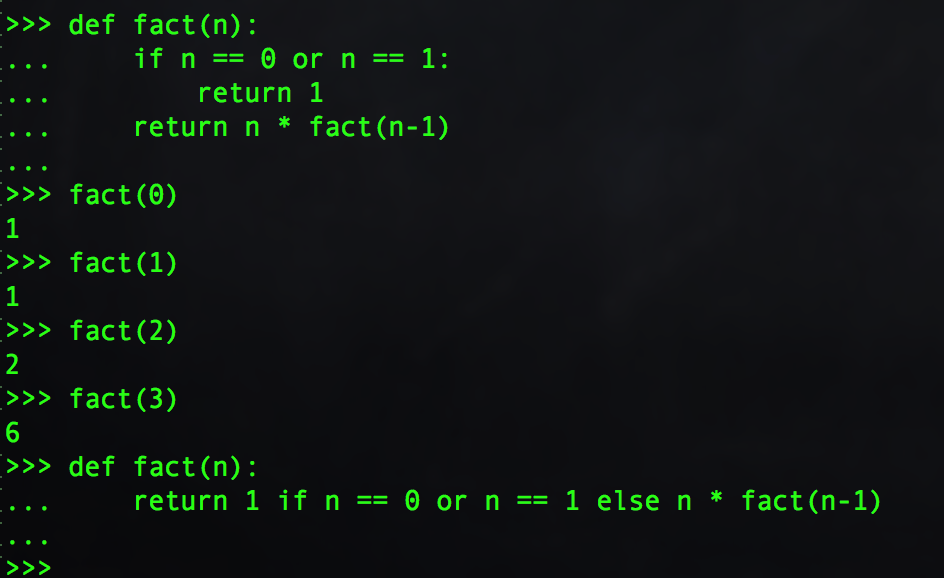 >>> def fact(n):
...     if n == 0 or n == 1:
...         return 1
...     return n * fact(n-1)
...
>>> fact(0)
1
>>> fact(1)
1
>>> fact(2)
2
>>> fact(3)
6
>>> def fact(n):
...     return 1 if n == 0 or n == 1 else n * fact(n-1)
...
>>>